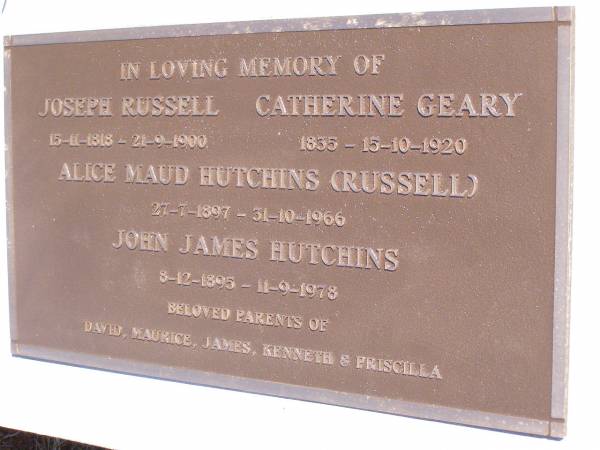 IN LOVING MEMORY OF
JOSEPH RUSSELL CATHERINE GEARY
15-11-1818 - 21-9-1900 1835 - 15-10-1920
ALICE MAUD HUTCHINS (RUSSELL)
27-7-1897 - 31-10-1966
JOHN JAMES HUTCHINS
8-12-1895 - 11-9-1978
BELOVED PARENTS OF
DAVID, MAURICE, JAMES, KENNETH & PRISCILLA